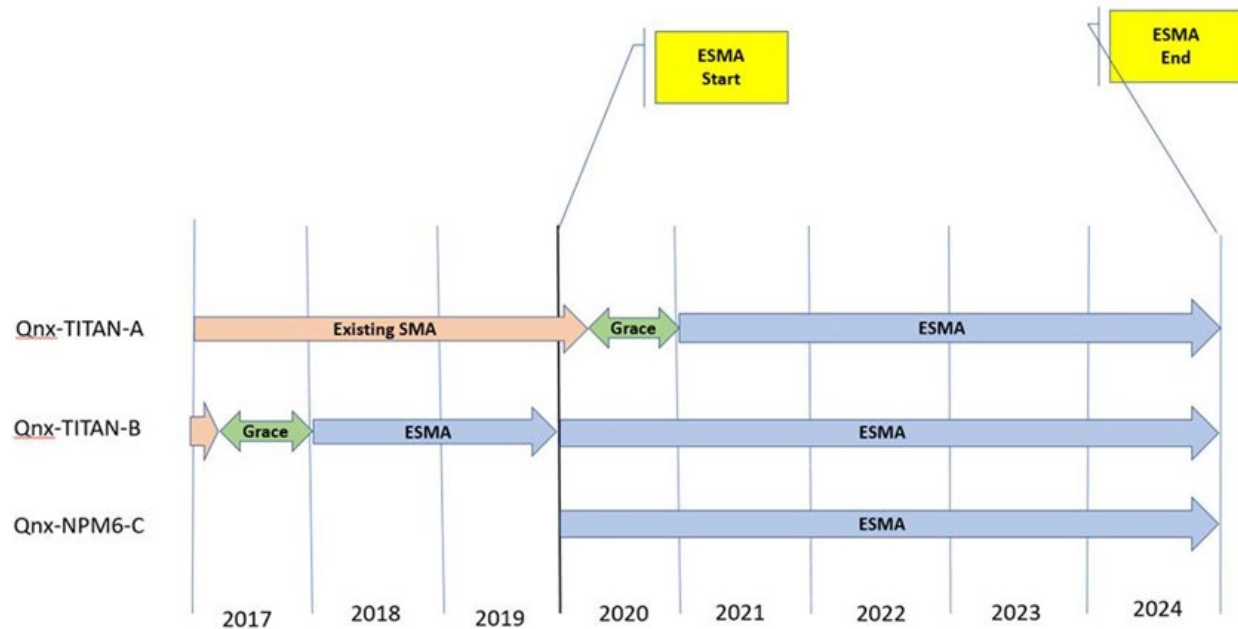 ESMA
Start
ESMA
End
Qnx-TITAN-A
Existing SMA
Grace
ESMA
Qnx-TITAN-B
Grace
ESMA
ESMA
Qnx-NPM6-C
ESMA
2017
2018
2019
2020
2021
2022
2023
2024